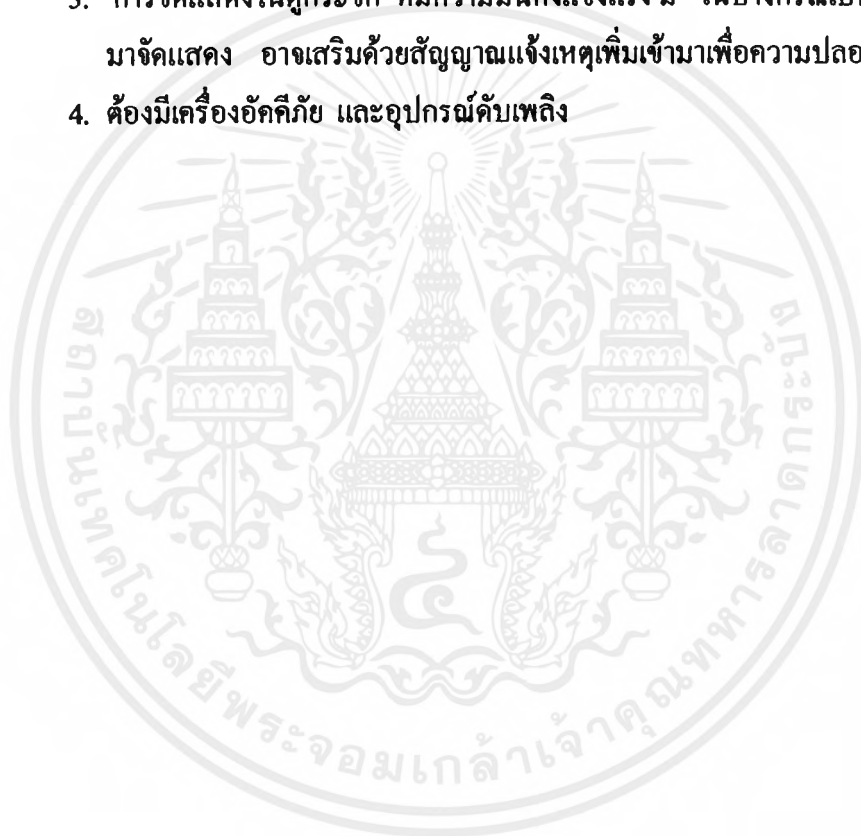 มาจัดแสดง อาจเสริมด้วยสัญญาณแจ้งเหตุเพิ่มเข้ามาเพื่อความปลอ
4. ต้องมีเครื่องอัคคีภัย และอุปกรณ์ดับเพลิง
สถาบันเทคโนโลยีพระจอมเกล้าเจ้าคุณทหารลาดกระบัง
๔